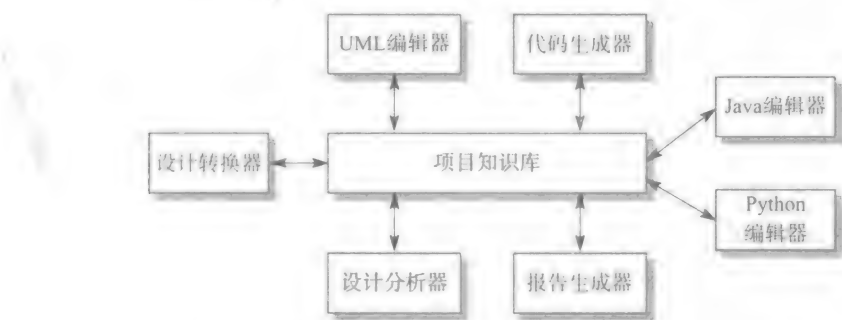 UML编辑器
代码生成器
Java编辑器
设计转换器
项目知识库
Python
编辑器
设计分析器
报告生成器